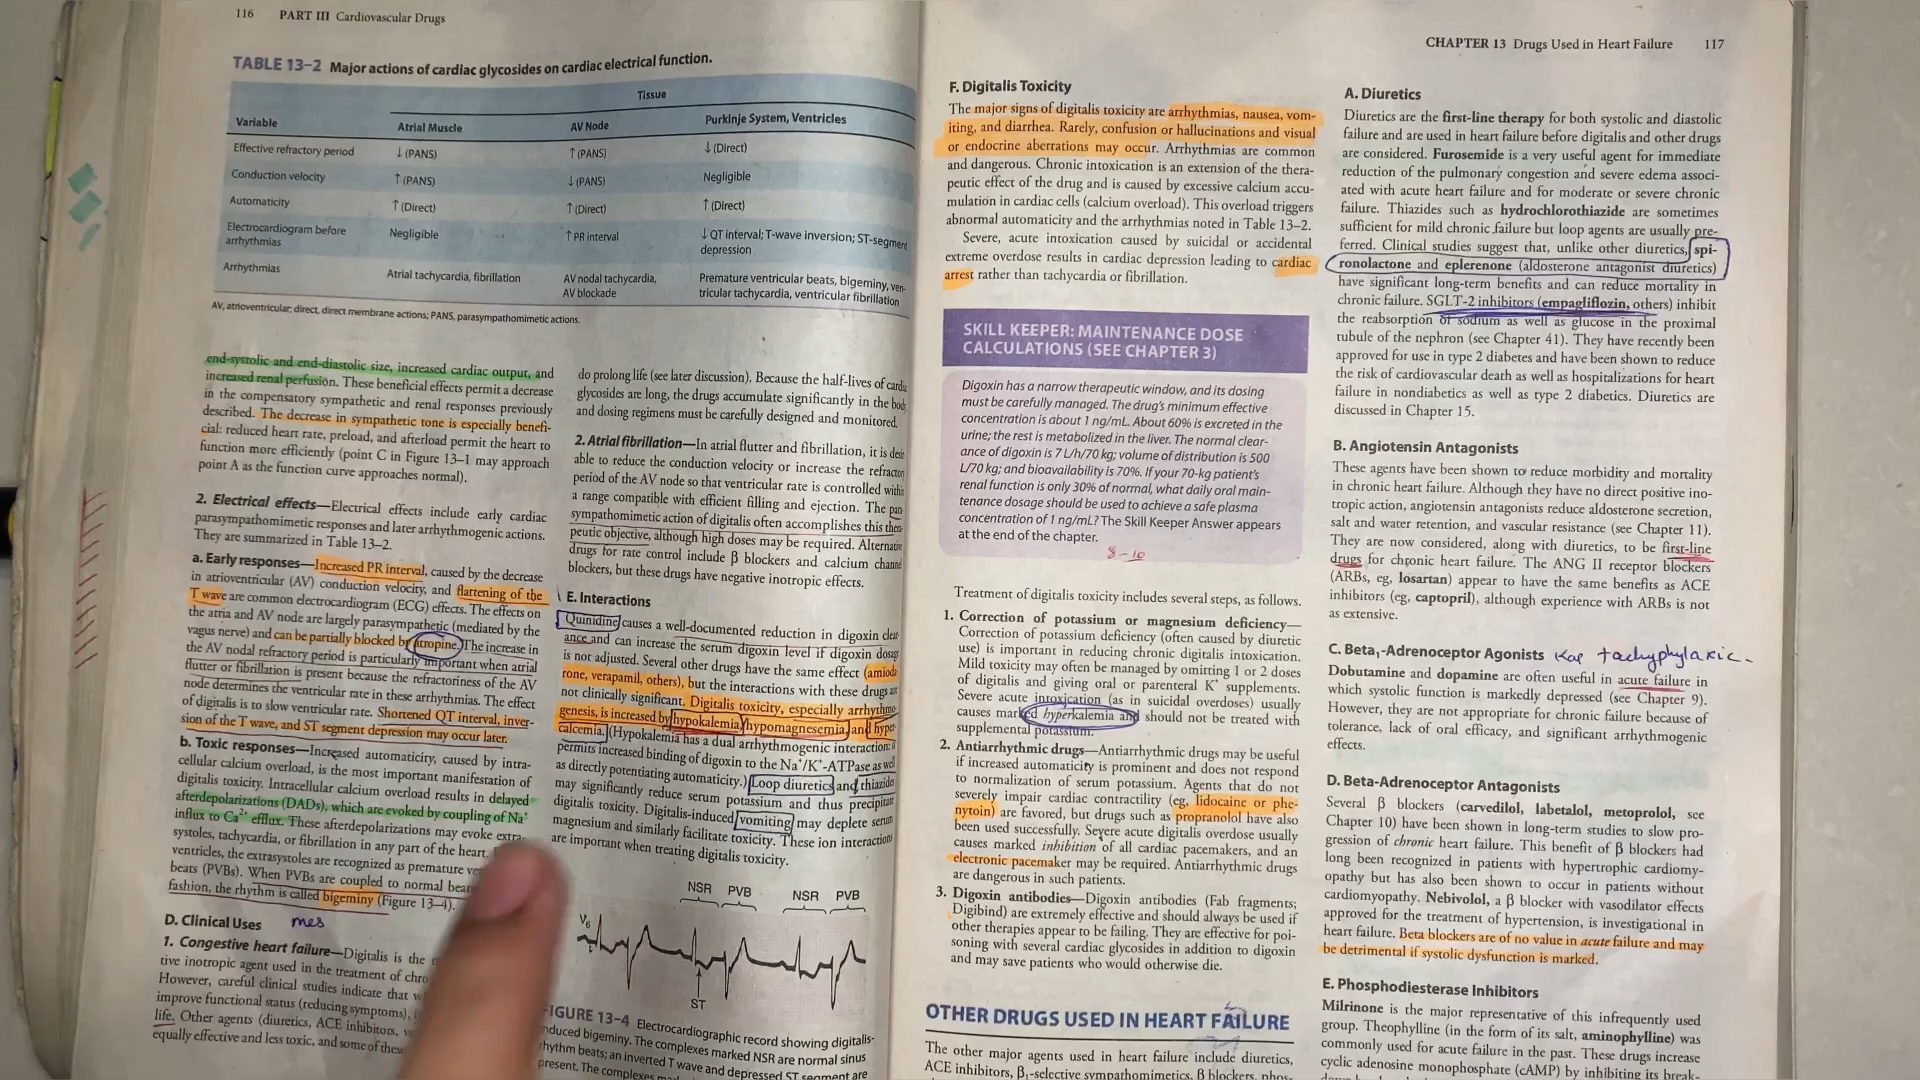 116 PART III Cardiovascular Drugs
TABLE 13–2 Major actions of cardiac glycosides on cardiac electrical function.
Tissue
Variable Atrial Muscle AV Node Purkinje System, Ventricles
Effective refractory period ↓ (PANS) ↑ (PANS) ↓ (Direct)
Conduction velocity ↑ (PANS) ↓ (PANS) Negligible
Automaticity ↑ (Direct) ↑ (Direct) ↑ (Direct)
Electrocardiogram before Negligible ↑ PR interval ↓ QT interval; T-wave inversion; ST-segment
arrhythmias depression
Arrhythmias Atrial tachycardia, fibrillation AV nodal tachycardia, Premature ventricular beats, bigeminy, ven-
AV blockade tricular tachycardia, ventricular fibrillation
AV, atrioventricular; direct, direct membrane actions; PANS, parasympathomimetic actions.
end-systolic and end-diastolic size, increased cardiac output, and
increased renal perfusion. These beneficial effects permit a decrease
in the compensatory sympathetic and renal responses previously
described. The decrease in sympathetic tone is especially benefi-
cial: reduced heart rate, preload, and afterload permit the heart to
function more efficiently (point C in Figure 13–1 may approach
point A as the function curve approaches normal).
2. Electrical effects—Electrical effects include early cardiac
parasympathomimetic responses and later arrhythmogenic actions.
They are summarized in Table 13–2.
a. Early responses—Increased PR interval, caused by the decrease
in atrioventricular (AV) conduction velocity, and flattening of the
T wave are common electrocardiogram (ECG) effects. The effects on
the atria and AV node are largely parasympathetic (mediated by the
vagus nerve) and can be partially blocked by atropine. The increase in
the AV nodal refractory period is particularly important when atrial
flutter or fibrillation is present because the refractoriness of the AV
node determines the ventricular rate in these arrhythmias. The effect
of digitalis is to slow ventricular rate. Shortened QT interval, inver-
sion of the T wave, and ST segment depression may occur later.
b. Toxic responses—Increased automaticity, caused by intra-
cellular calcium overload, is the most important manifestation of
digitalis toxicity. Intracellular calcium overload results in delayed
afterdepolarizations (DADs), which are evoked by coupling of Na⁺
influx to Ca²⁺ efflux. These afterdepolarizations may evoke extra-
systoles, tachycardia, or fibrillation in any part of the heart.
ventricles, the extrasystoles are recognized as premature
beats (PVBs). When PVBs are coupled to normal
fashion, the rhythm is called bigeminy (Figure 13–4).
D. Clinical Uses mes
1. Congestive heart failure—Digitalis is the
tive inotropic agent used in the treatment of
However, careful clinical studies indicate that
improve functional status (reducing symptoms),
life. Other agents (diuretics, ACE inhibitors,
equally effective and less toxic, and some of these
do prolong life (see later discussion). Because the half-lives of
glycosides are long, the drugs accumulate significantly in the body
and dosing regimens must be carefully designed and monitored.
2. Atrial fibrillation—In atrial flutter and fibrillation, it is
able to reduce the conduction velocity or increase the
period of the AV node so that ventricular rate is controlled
a range compatible with efficient filling and ejection. The
sympathomimetic action of digitalis often accomplishes this
peutic objective, although high doses may be required.
drugs for rate control include β blockers and calcium
blockers, but these drugs have negative inotropic effects.
E. Interactions
Quinidine causes a well-documented reduction in digoxin
ance and can increase the serum digoxin level if digoxin
is not adjusted. Several other drugs have the same effect
rone, verapamil, others), but the interactions with these drugs
not clinically significant. Digitalis toxicity, especially
genesis, is increased by hypokalemia, hypomagnesemia, and
calcemia. (Hypokalemia has a dual arrhythmogenic interaction:
permits increased binding of digoxin to the Na⁺/K⁺-ATPase as well
as directly potentiating automaticity.) Loop diuretics and
may significantly reduce serum potassium and thus precipitate
digitalis toxicity. Digitalis-induced vomiting may deplete
magnesium and similarly facilitate toxicity. These ion
are important when treating digitalis toxicity.
NSR PVB NSR PVB
V₆
ST
FIGURE 13–4 Electrocardiographic record showing digitalis-
induced bigeminy. The complexes marked NSR are normal sinus
rhythm beats; an inverted T wave and depressed ST segment are
present. The complexes
CHAPTER 13 Drugs Used in Heart Failure 117
F. Digitalis Toxicity
The major signs of digitalis toxicity are arrhythmias, nausea, vom-
iting, and diarrhea. Rarely, confusion or hallucinations and visual
or endocrine aberrations may occur. Arrhythmias are common
and dangerous. Chronic intoxication is an extension of the thera-
peutic effect of the drug and is caused by excessive calcium accu-
mulation in cardiac cells (calcium overload). This overload triggers
abnormal automaticity and the arrhythmias noted in Table 13–2.
Severe, acute intoxication caused by suicidal or accidental
extreme overdose results in cardiac depression leading to cardiac
arrest rather than tachycardia or fibrillation.
SKILL KEEPER: MAINTENANCE DOSE
CALCULATIONS (SEE CHAPTER 3)
Digoxin has a narrow therapeutic window, and its dosing
must be carefully managed. The drug's minimum effective
concentration is about 1 ng/mL. About 60% is excreted in the
urine; the rest is metabolized in the liver. The normal clear-
ance of digoxin is 7 L/h/70 kg; volume of distribution is 500
L/70 kg; and bioavailability is 70%. If your 70-kg patient's
renal function is only 30% of normal, what daily oral main-
tenance dosage should be used to achieve a safe plasma
concentration of 1 ng/mL? The Skill Keeper Answer appears
at the end of the chapter.
8–10
Treatment of digitalis toxicity includes several steps, as follows.
1. Correction of potassium or magnesium deficiency—
Correction of potassium deficiency (often caused by diuretic
use) is important in reducing chronic digitalis intoxication.
Mild toxicity may often be managed by omitting 1 or 2 doses
of digitalis and giving oral or parenteral K⁺ supplements.
Severe acute intoxication (as in suicidal overdoses) usually
causes marked hyperkalemia and should not be treated with
supplemental potassium.
2. Antiarrhythmic drugs—Antiarrhythmic drugs may be useful
if increased automaticity is prominent and does not respond
to normalization of serum potassium. Agents that do not
severely impair cardiac contractility (eg, lidocaine or phe-
nytoin) are favored, but drugs such as propranolol have also
been used successfully. Severe acute digitalis overdose usually
causes marked inhibition of all cardiac pacemakers, and an
electronic pacemaker may be required. Antiarrhythmic drugs
are dangerous in such patients.
3. Digoxin antibodies—Digoxin antibodies (Fab fragments;
Digibind) are extremely effective and should always be used if
other therapies appear to be failing. They are effective for poi-
soning with several cardiac glycosides in addition to digoxin
and may save patients who would otherwise die.
OTHER DRUGS USED IN HEART FAILURE
The other major agents used in heart failure include diuretics,
ACE inhibitors, β₁-selective sympathomimetics, β blockers, phos-
A. Diuretics
Diuretics are the first-line therapy for both systolic and diastolic
failure and are used in heart failure before digitalis and other drugs
are considered. Furosemide is a very useful agent for immediate
reduction of the pulmonary congestion and severe edema associ-
ated with acute heart failure and for moderate or severe chronic
failure. Thiazides such as hydrochlorothiazide are sometimes
sufficient for mild chronic failure but loop agents are usually pre-
ferred. Clinical studies suggest that, unlike other diuretics, spi-
ronolactone and eplerenone (aldosterone antagonist diuretics)
have significant long-term benefits and can reduce mortality in
chronic failure. SGLT-2 inhibitors (empagliflozin, others) inhibit
the reabsorption of sodium as well as glucose in the proximal
tubule of the nephron (see Chapter 41). They have recently been
approved for use in type 2 diabetes and have been shown to reduce
the risk of cardiovascular death as well as hospitalizations for heart
failure in nondiabetics as well as type 2 diabetics. Diuretics are
discussed in Chapter 15.
B. Angiotensin Antagonists
These agents have been shown to reduce morbidity and mortality
in chronic heart failure. Although they have no direct positive ino-
tropic action, angiotensin antagonists reduce aldosterone secretion,
salt and water retention, and vascular resistance (see Chapter 11).
They are now considered, along with diuretics, to be first-line
drugs for chronic heart failure. The ANG II receptor blockers
(ARBs, eg, losartan) appear to have the same benefits as ACE
inhibitors (eg, captopril), although experience with ARBs is not
as extensive.
C. Beta₁-Adrenoceptor Agonists tachyphylaxic-
Dobutamine and dopamine are often useful in acute failure in
which systolic function is markedly depressed (see Chapter 9).
However, they are not appropriate for chronic failure because of
tolerance, lack of oral efficacy, and significant arrhythmogenic
effects.
D. Beta-Adrenoceptor Antagonists
Several β blockers (carvedilol, labetalol, metoprolol, see
Chapter 10) have been shown in long-term studies to slow pro-
gression of chronic heart failure. This benefit of β blockers had
long been recognized in patients with hypertrophic cardiomy-
opathy but has also been shown to occur in patients without
cardiomyopathy. Nebivolol, a β blocker with vasodilator effects
approved for the treatment of hypertension, is investigational in
heart failure. Beta blockers are of no value in acute failure and may
be detrimental if systolic dysfunction is marked.
E. Phosphodiesterase Inhibitors
Milrinone is the major representative of this infrequently used
group. Theophylline (in the form of its salt, aminophylline) was
commonly used for acute failure in the past. These drugs increase
cyclic adenosine monophosphate (cAMP) by inhibiting its break-